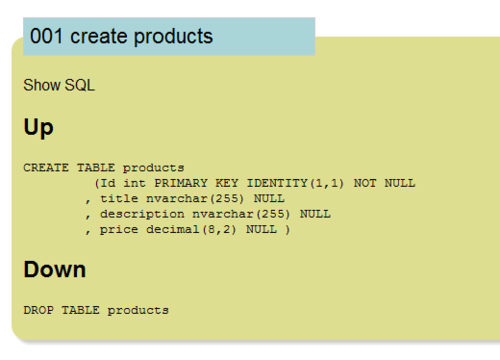 001 create products
Show SQL
Up
CREATE TABLE products
(Id int PRIMARY KEY IDENTITY(1,1) NOT NULL
, title nvarchar(255) NULL
, description nvarchar(255) NULL
, price decimal(8,2) NULL )
Down
DROP TABLE products